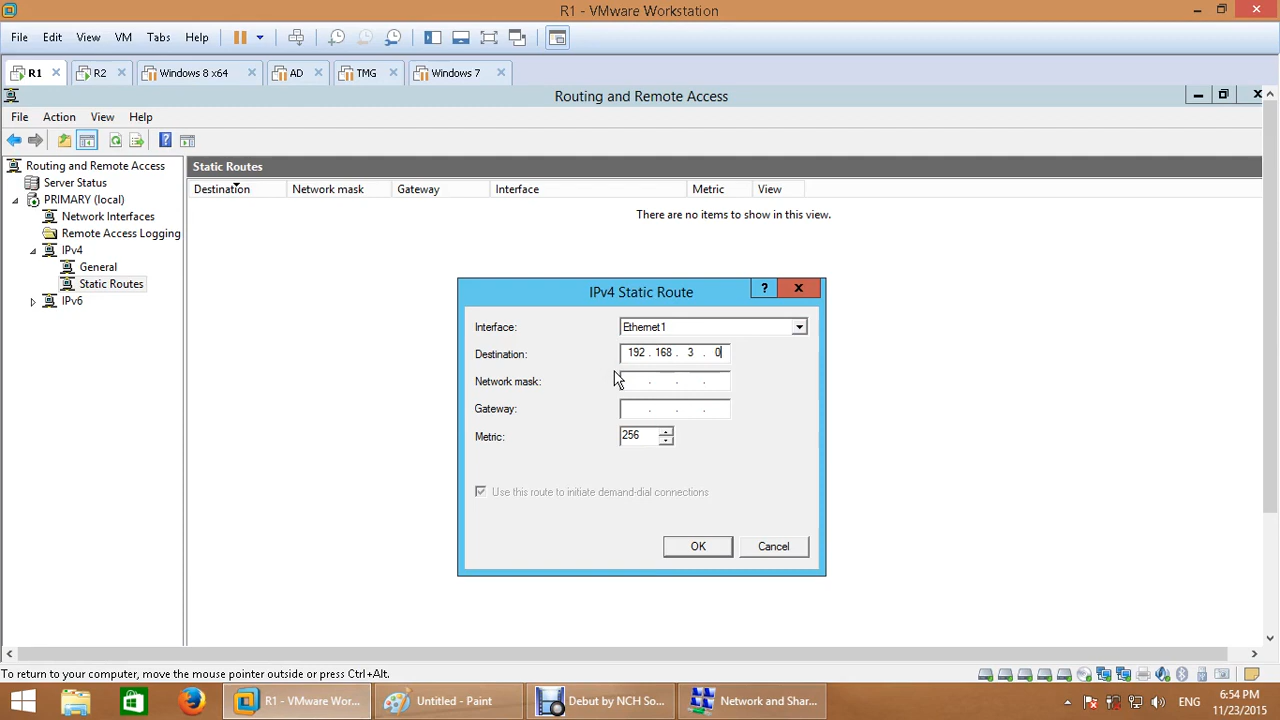 R1 - VMware Workstation
File Edit View VM Tabs Help
R1 R2 Windows 8 x64 AD TMG Windows 7
Routing and Remote Access
File Action View Help
Routing and Remote Access
Server Status
PRIMARY (local)
Network Interfaces
Remote Access Logging
IPv4
General
Static Routes
IPv6
Static Routes
Destination Network mask Gateway Interface Metric View
There are no items to show in this view.
IPv4 Static Route
Interface: Ethernet1
Destination: 192 . 168 . 3 . 0
Network mask: . . .
Gateway: . . .
Metric: 256
Use this route to initiate demand-dial connections
OK Cancel
To return to your computer, move the mouse pointer outside or press Ctrl+Alt.
R1 - VMware Wor... Untitled - Paint Debut by NCH So... Network and Shar... ENG 6:54 PM
11/23/2015